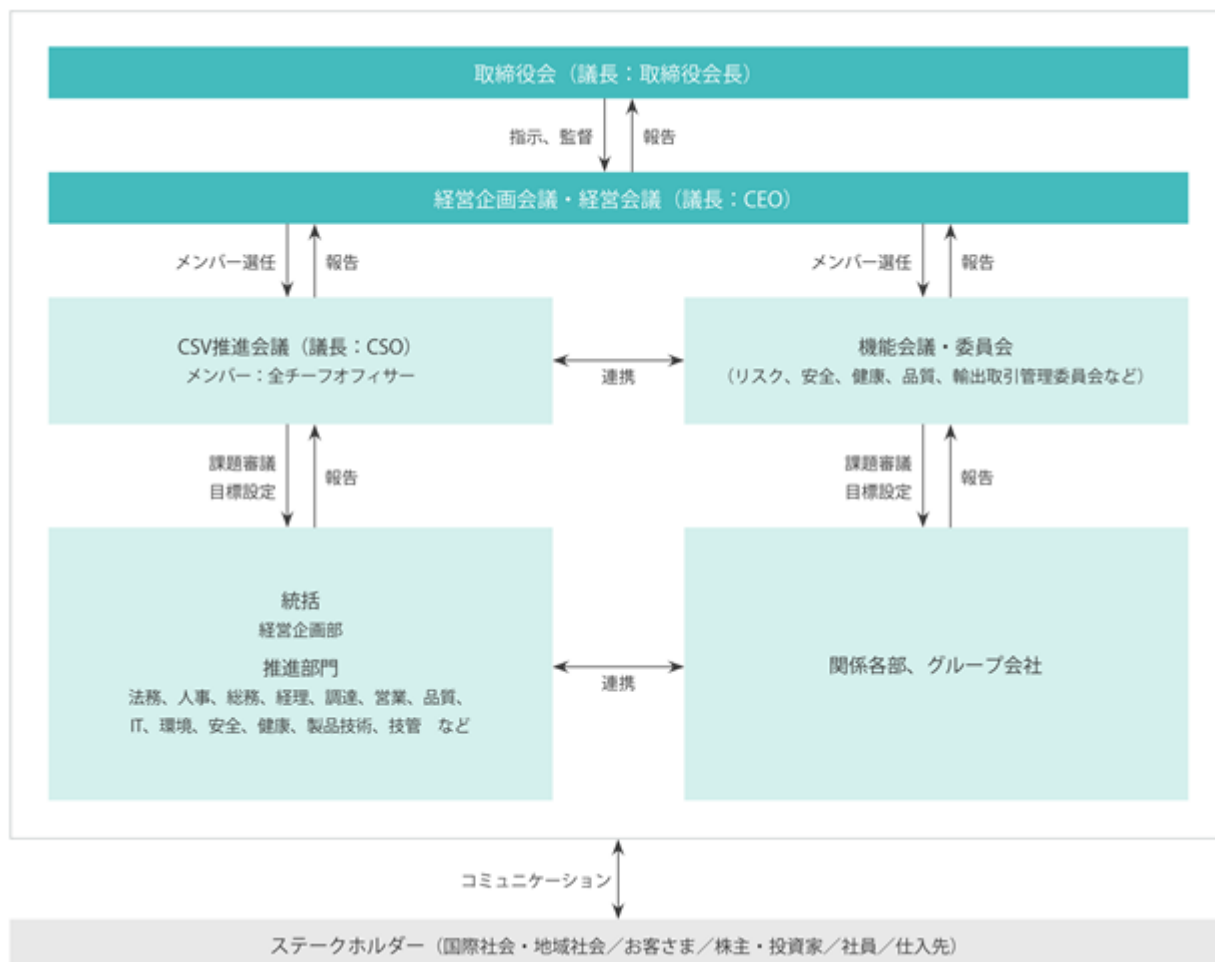 取締役会（議長：取締役会長）
指示、監督
報告
経営企画会議・経営会議（議長：CEO）
メンバー選任
報告
メンバー選任
報告
CSV推進会議（議長：CSO）
メンバー：全チーフオフィサー
連携
機能会議・委員会
（リスク、安全、健康、品質、輸出取引管理委員会など）
課題審議
目標設定
報告
課題審議
目標設定
報告
統括
経営企画部
推進部門
法務、人事、総務、経理、調達、営業、品質、
IT、環境、安全、健康、製品技術、技管　など
連携
関係各部、グループ会社
コミュニケーション
ステークホルダー（国際社会・地域社会／お客さま／株主・投資家／社員／仕入先）